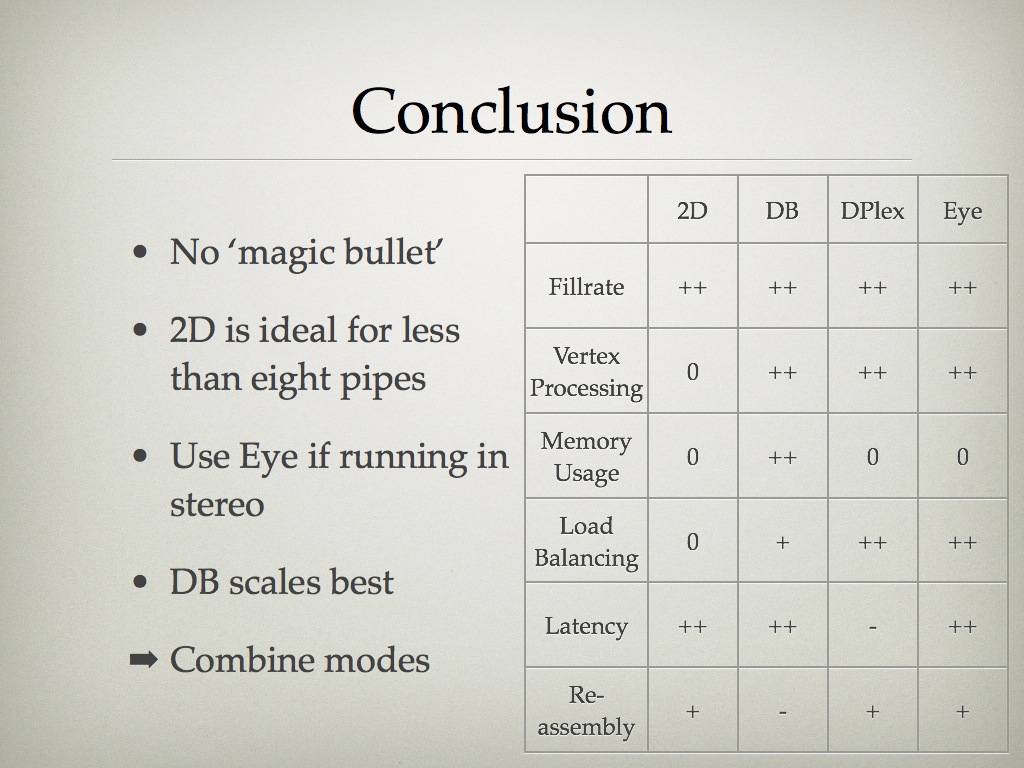 Conclusion
• No ‘magic bullet’
• 2D is ideal for less
than eight pipes
• Use Eye if running in
stereo
• DB scales best
➡ Combine modes
2D DB DPlex Eye
Fillrate ++ ++ ++ ++
Vertex
Processing 0 ++ ++ ++
Memory
Usage 0 ++ 0 0
Load
Balancing 0 + ++ ++
Latency ++ ++ - ++
Re-
assembly + - + +